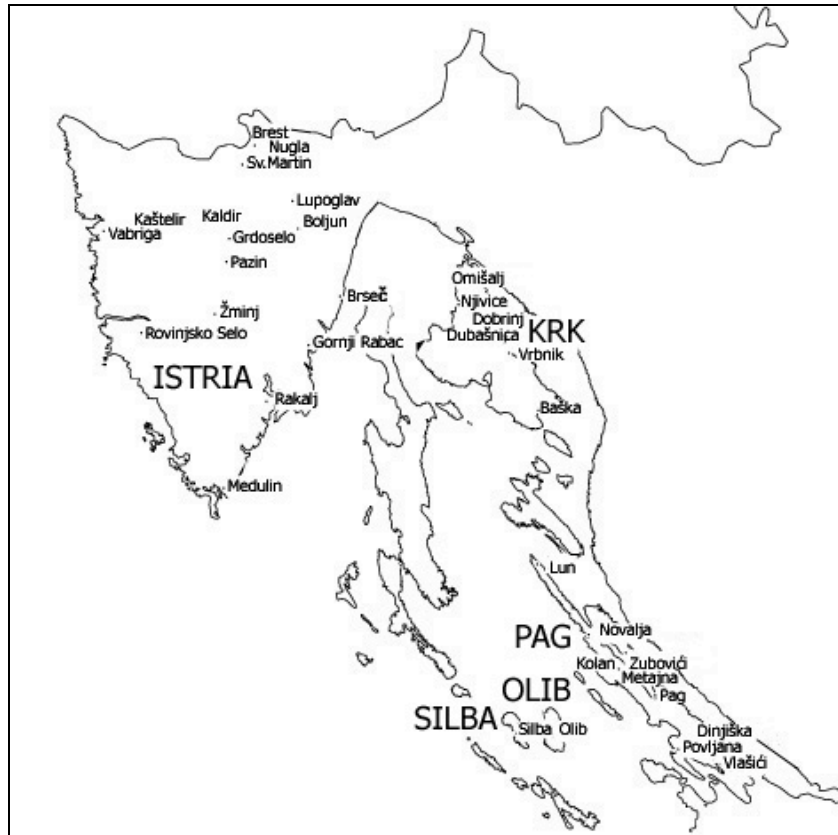 Brest
Nugla
Sv.Martin
Lupoglav
Kaštelir
Kaldir
Boljun
Vabriga
Grdoselo
Pazin
Omišalj
Brseč
Njivice
Žminj
Dobrinj
Rovinjsko Selo
Dubašnica
KRK
Gornji Rabac
Vrbnik
ISTRIA
Rakalj
Baška
Medulin
Lun
PAG
Novalja
Kolan
Zubovići
Metajna
OLIB
Pag
SILBA
Silba
Olib
Dinjiška
Povljana
Vlašići